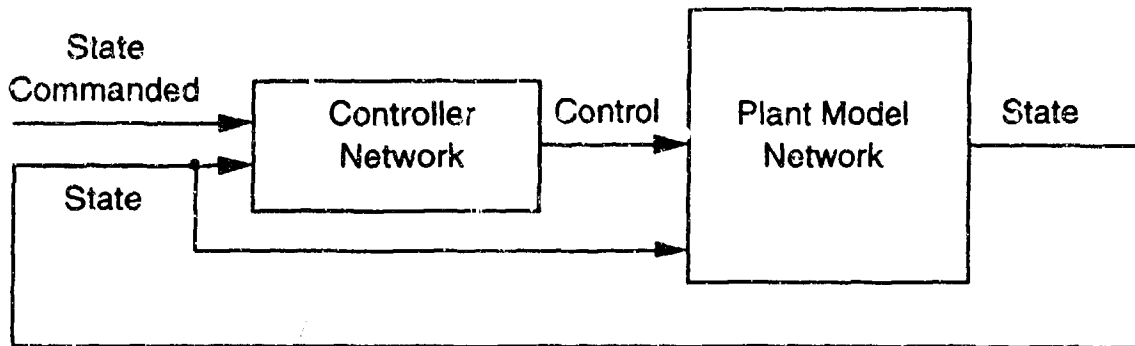 State
Commanded
State
Controller
Network
Control
Plant Model
Network
State